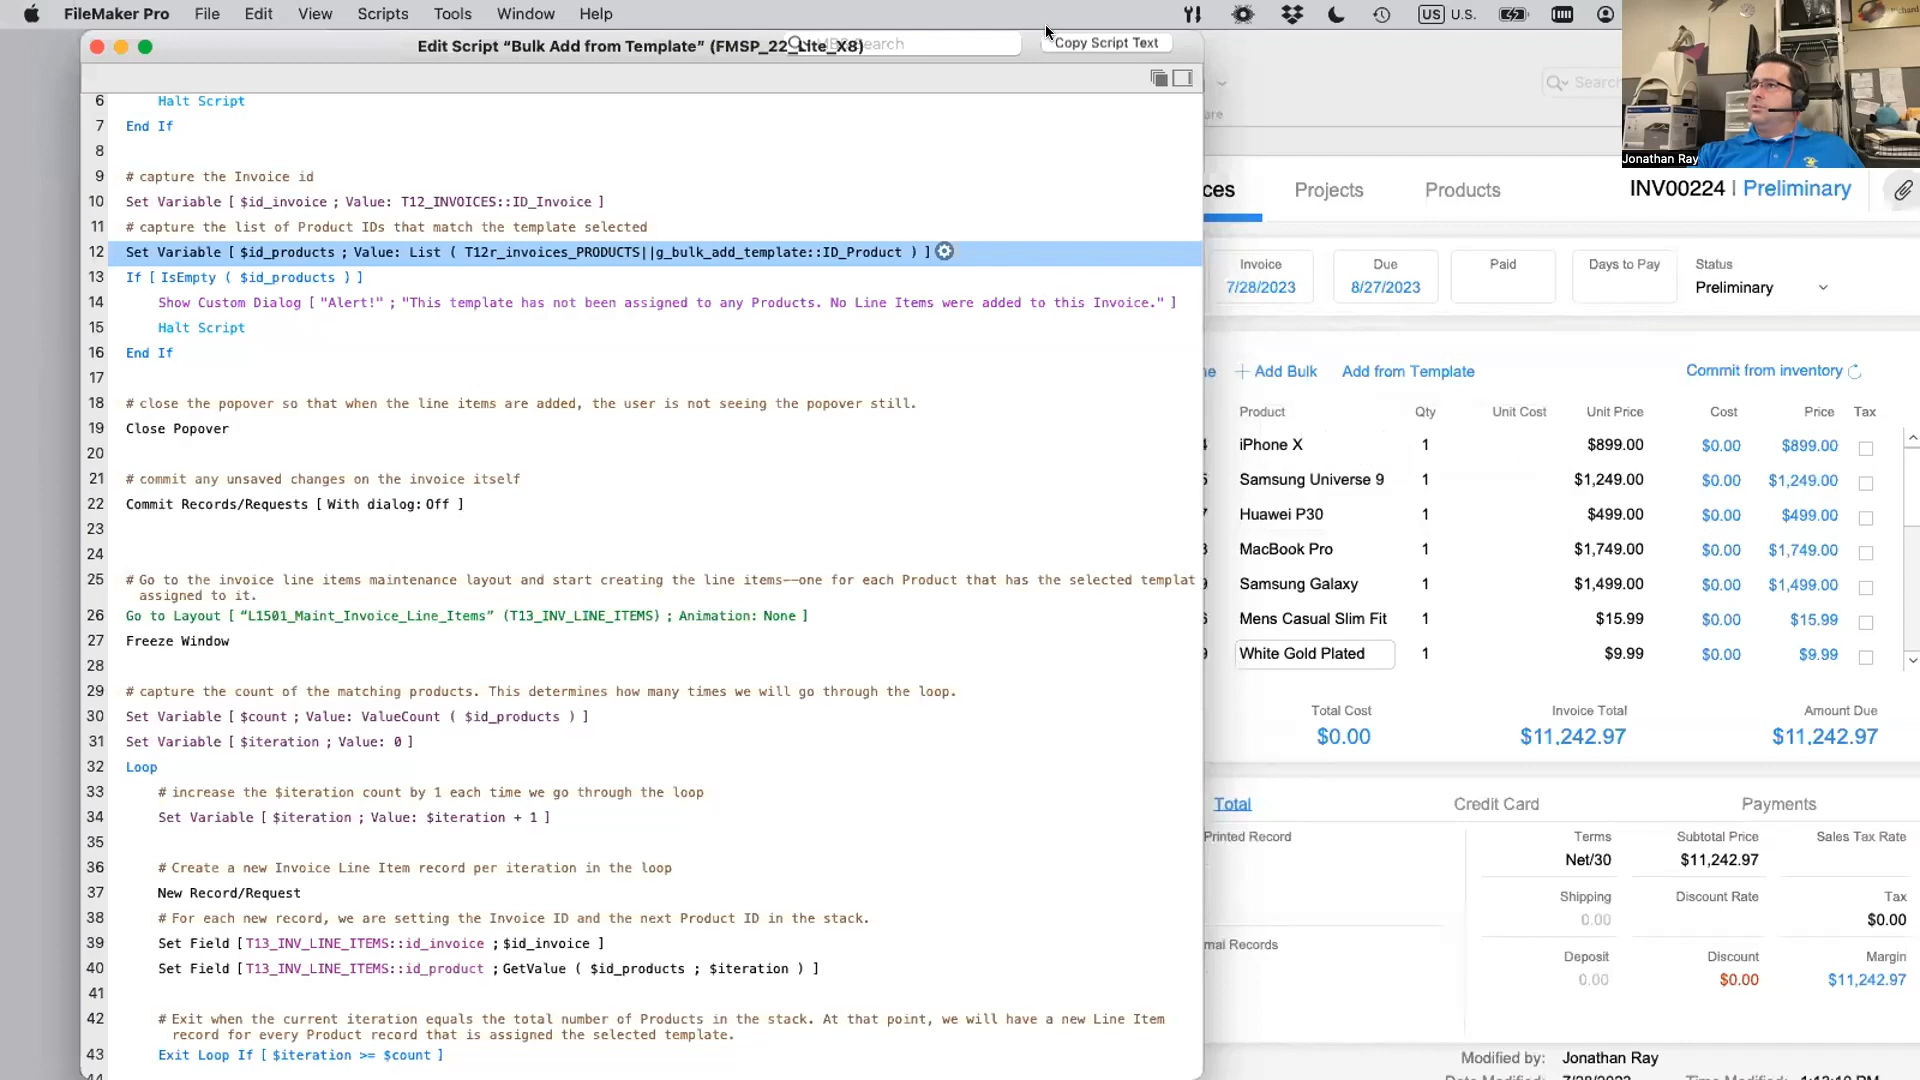 FileMaker Pro File Edit View Scripts Tools Window Help
US U.S.
Edit Script “Bulk Add from Template” (FMSP_22_Lite_X8)
MBS Search
Copy Script Text
6 Halt Script
7 End If
8
9 # capture the Invoice id
10 Set Variable [ $id_invoice ; Value: T12_INVOICES::ID_Invoice ]
11 # capture the list of Product IDs that match the template selected
12 Set Variable [ $id_products ; Value: List ( T12r_invoices_PRODUCTS||g_bulk_add_template::ID_Product ) ]
13 If [ IsEmpty ( $id_products ) ]
14 Show Custom Dialog [ "Alert!" ; "This template has not been assigned to any Products. No Line Items were added to this Invoice." ]
15 Halt Script
16 End If
17
18 # close the popover so that when the line items are added, the user is not seeing the popover still.
19 Close Popover
20
21 # commit any unsaved changes on the invoice itself
22 Commit Records/Requests [ With dialog: Off ]
23
24
25 # Go to the invoice line items maintenance layout and start creating the line items––one for each Product that has the selected templat
assigned to it.
26 Go to Layout [ “L1501_Maint_Invoice_Line_Items” (T13_INV_LINE_ITEMS) ; Animation: None ]
27 Freeze Window
28
29 # capture the count of the matching products. This determines how many times we will go through the loop.
30 Set Variable [ $count ; Value: ValueCount ( $id_products ) ]
31 Set Variable [ $iteration ; Value: 0 ]
32 Loop
33 # increase the $iteration count by 1 each time we go through the loop
34 Set Variable [ $iteration ; Value: $iteration + 1 ]
35
36 # Create a new Invoice Line Item record per iteration in the loop
37 New Record/Request
38 # For each new record, we are setting the Invoice ID and the next Product ID in the stack.
39 Set Field [ T13_INV_LINE_ITEMS::id_invoice ; $id_invoice ]
40 Set Field [ T13_INV_LINE_ITEMS::id_product ; GetValue ( $id_products ; $iteration ) ]
41
42 # Exit when the current iteration equals the total number of Products in the stack. At that point, we will have a new Line Item
record for every Product record that is assigned the selected template.
43 Exit Loop If [ $iteration >= $count ]
Search
Jonathan Ray
ces Projects Products INV00224 | Preliminary
Invoice Due Paid Days to Pay Status
7/28/2023 8/27/2023 Preliminary
ne + Add Bulk Add from Template Commit from inventory
Product Qty Unit Cost Unit Price Cost Price Tax
iPhone X 1 $899.00 $0.00 $899.00
Samsung Universe 9 1 $1,249.00 $0.00 $1,249.00
Huawei P30 1 $499.00 $0.00 $499.00
MacBook Pro 1 $1,749.00 $0.00 $1,749.00
Samsung Galaxy 1 $1,499.00 $0.00 $1,499.00
Mens Casual Slim Fit 1 $15.99 $0.00 $15.99
White Gold Plated 1 $9.99 $0.00 $9.99
Total Cost Invoice Total Amount Due
$0.00 $11,242.97 $11,242.97
Total Credit Card Payments
Printed Record Terms Subtotal Price Sales Tax Rate
Net/30 $11,242.97
Shipping Discount Rate Tax
0.00 $0.00
rnal Records Deposit Discount Margin
0.00 $0.00 $11,242.97
Modified by: Jonathan Ray